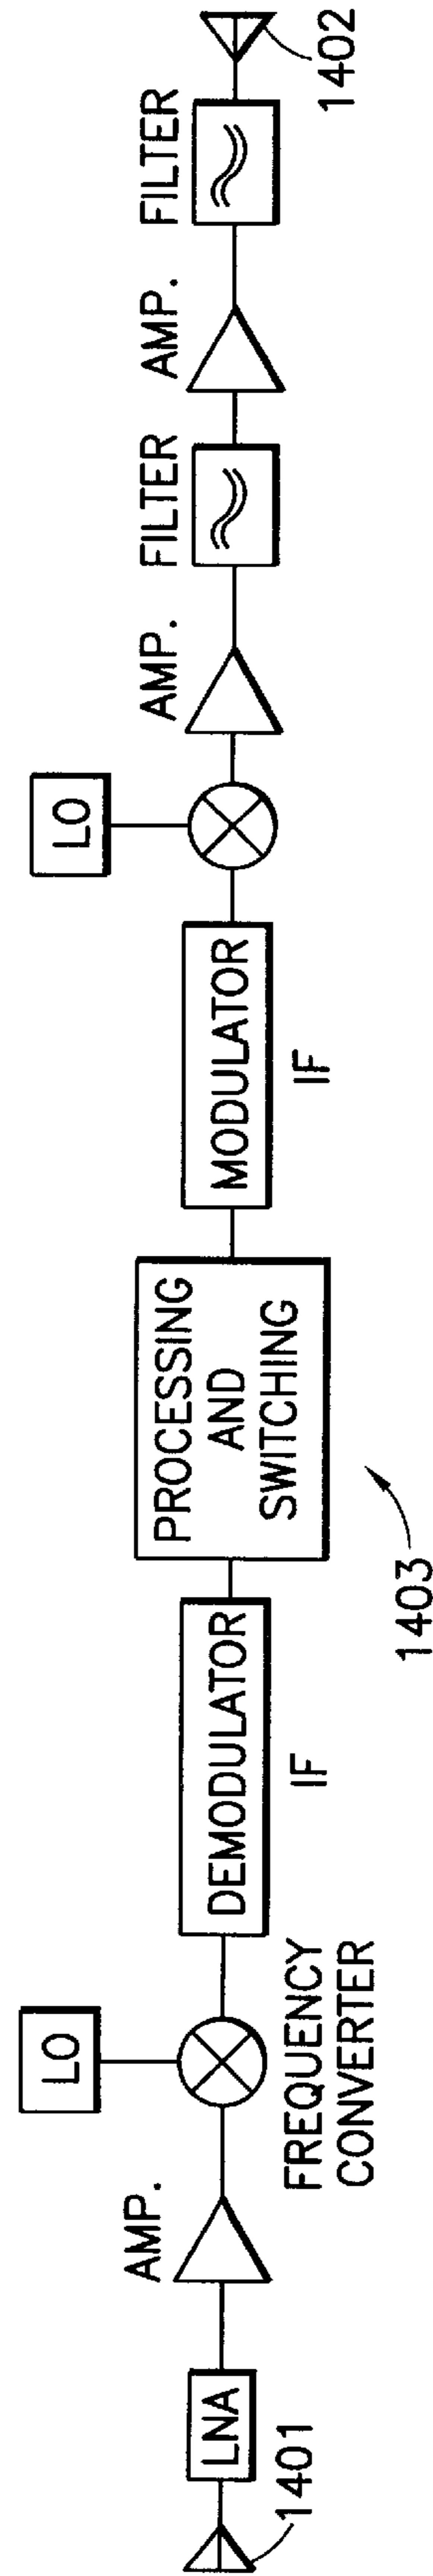 1401
LNA
AMP.
LO
FREQUENCY
CONVERTER
DEMODULATOR
IF
PROCESSING
AND
SWITCHING
1403
MODULATOR
IF
LO
AMP.
FILTER
AMP.
FILTER
1402